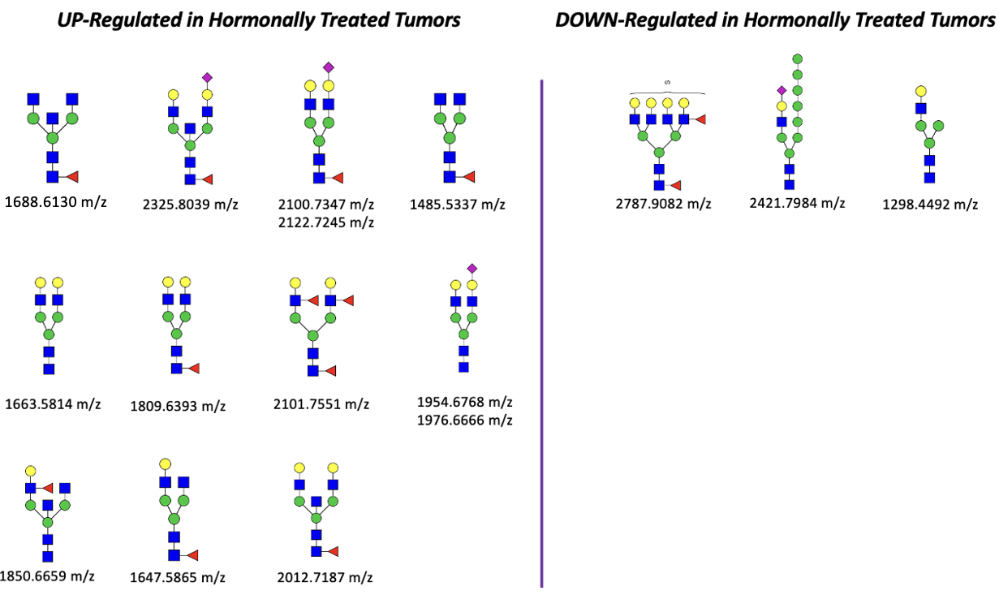 UP-Regulated in Hormonally Treated Tumors
DOWN-Regulated in Hormonally Treated Tumors
S
1688.6130 m/z
2325.8039 m/z
2100.7347 m/z
2122.7245 m/z
1485.5337 m/z
2787.9082 m/z
2421.7984 m/z
1298.4492 m/z
1663.5814 m/z
1809.6393 m/z
2101.7551 m/z
1954.6768 m/z
1976.6666 m/z
1850.6659 m/z
1647.5865 m/z
2012.7187 m/z